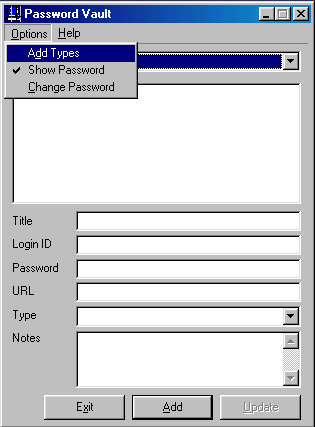 Password Vault
Options Help
Add Types
Show Password
Change Password
Title
Login ID
Password
URL
Type
Notes
Exit Add Update